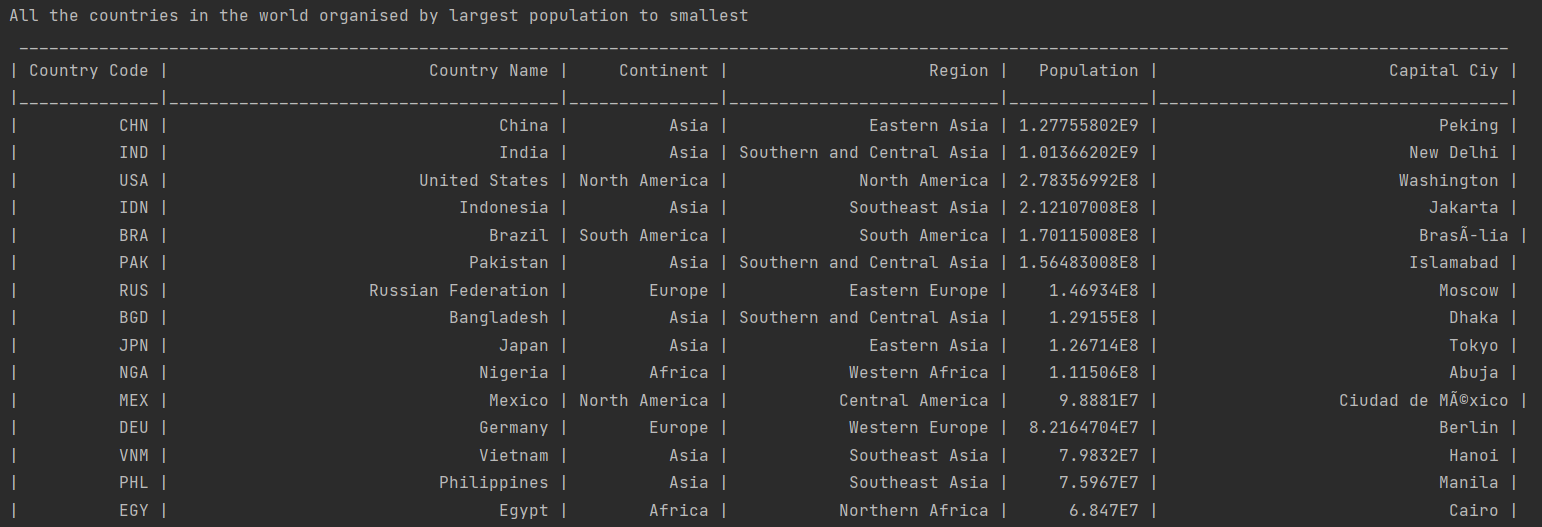 All the countries in the world organised by largest population to smallest
_____________________________________________________________________________________________________________________________________________________
| Country Code |                          Country Name |     Continent |                    Region |   Population |                       Capital Ciy |
|______________|_______________________________________|_______________|___________________________|______________|___________________________________|
|          CHN |                                 China |          Asia |              Eastern Asia | 1.27755802E9 |                            Peking |
|          IND |                                 India |          Asia | Southern and Central Asia | 1.01366202E9 |                         New Delhi |
|          USA |                         United States | North America |             North America | 2.78356992E8 |                        Washington |
|          IDN |                             Indonesia |          Asia |            Southeast Asia | 2.12107008E8 |                           Jakarta |
|          BRA |                                Brazil | South America |             South America | 1.70115008E8 |                          BrasÃ-lia |
|          PAK |                              Pakistan |          Asia | Southern and Central Asia | 1.56483008E8 |                         Islamabad |
|          RUS |                    Russian Federation |        Europe |            Eastern Europe |    1.46934E8 |                            Moscow |
|          BGD |                            Bangladesh |          Asia | Southern and Central Asia |    1.29155E8 |                             Dhaka |
|          JPN |                                 Japan |          Asia |              Eastern Asia |    1.26714E8 |                             Tokyo |
|          NGA |                               Nigeria |        Africa |            Western Africa |    1.11506E8 |                             Abuja |
|          MEX |                                Mexico | North America |           Central America |     9.8881E7 |                  Ciudad de MÃ©xico |
|          DEU |                               Germany |        Europe |            Western Europe |  8.2164704E7 |                            Berlin |
|          VNM |                               Vietnam |          Asia |            Southeast Asia |     7.9832E7 |                             Hanoi |
|          PHL |                           Philippines |          Asia |            Southeast Asia |     7.5967E7 |                            Manila |
|          EGY |                                 Egypt |        Africa |           Northern Africa |      6.847E7 |                             Cairo |